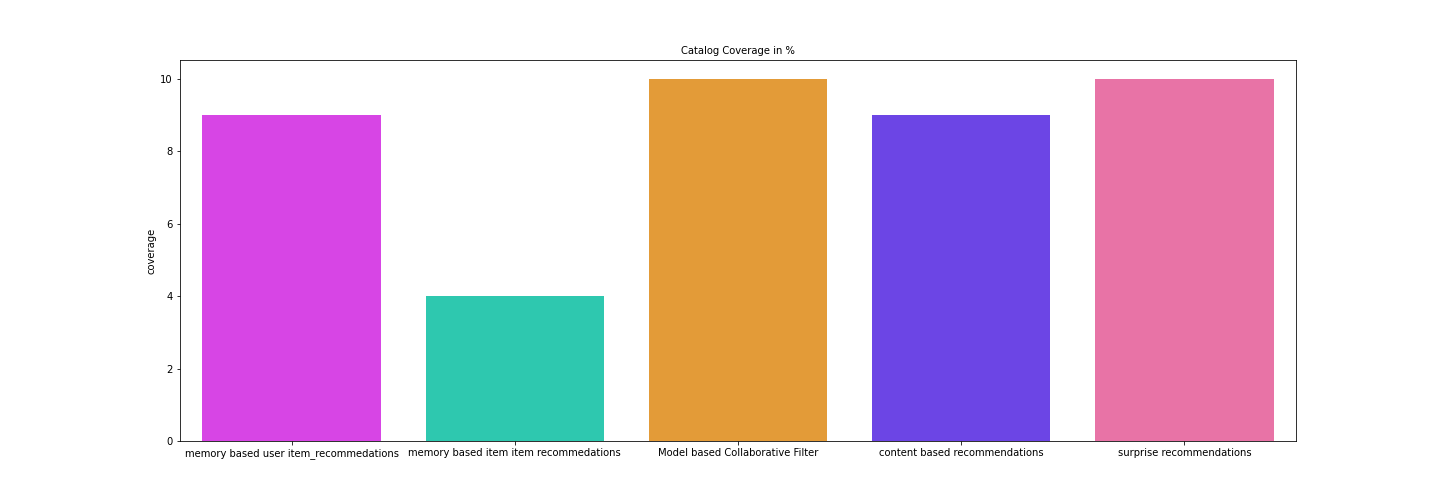 Catalog Coverage in %
10
8
6
4
2
0
coverage
memory based user item_recommedations
memory based item item recommedations
Model based Collaborative Filter
content based recommendations
surprise recommendations